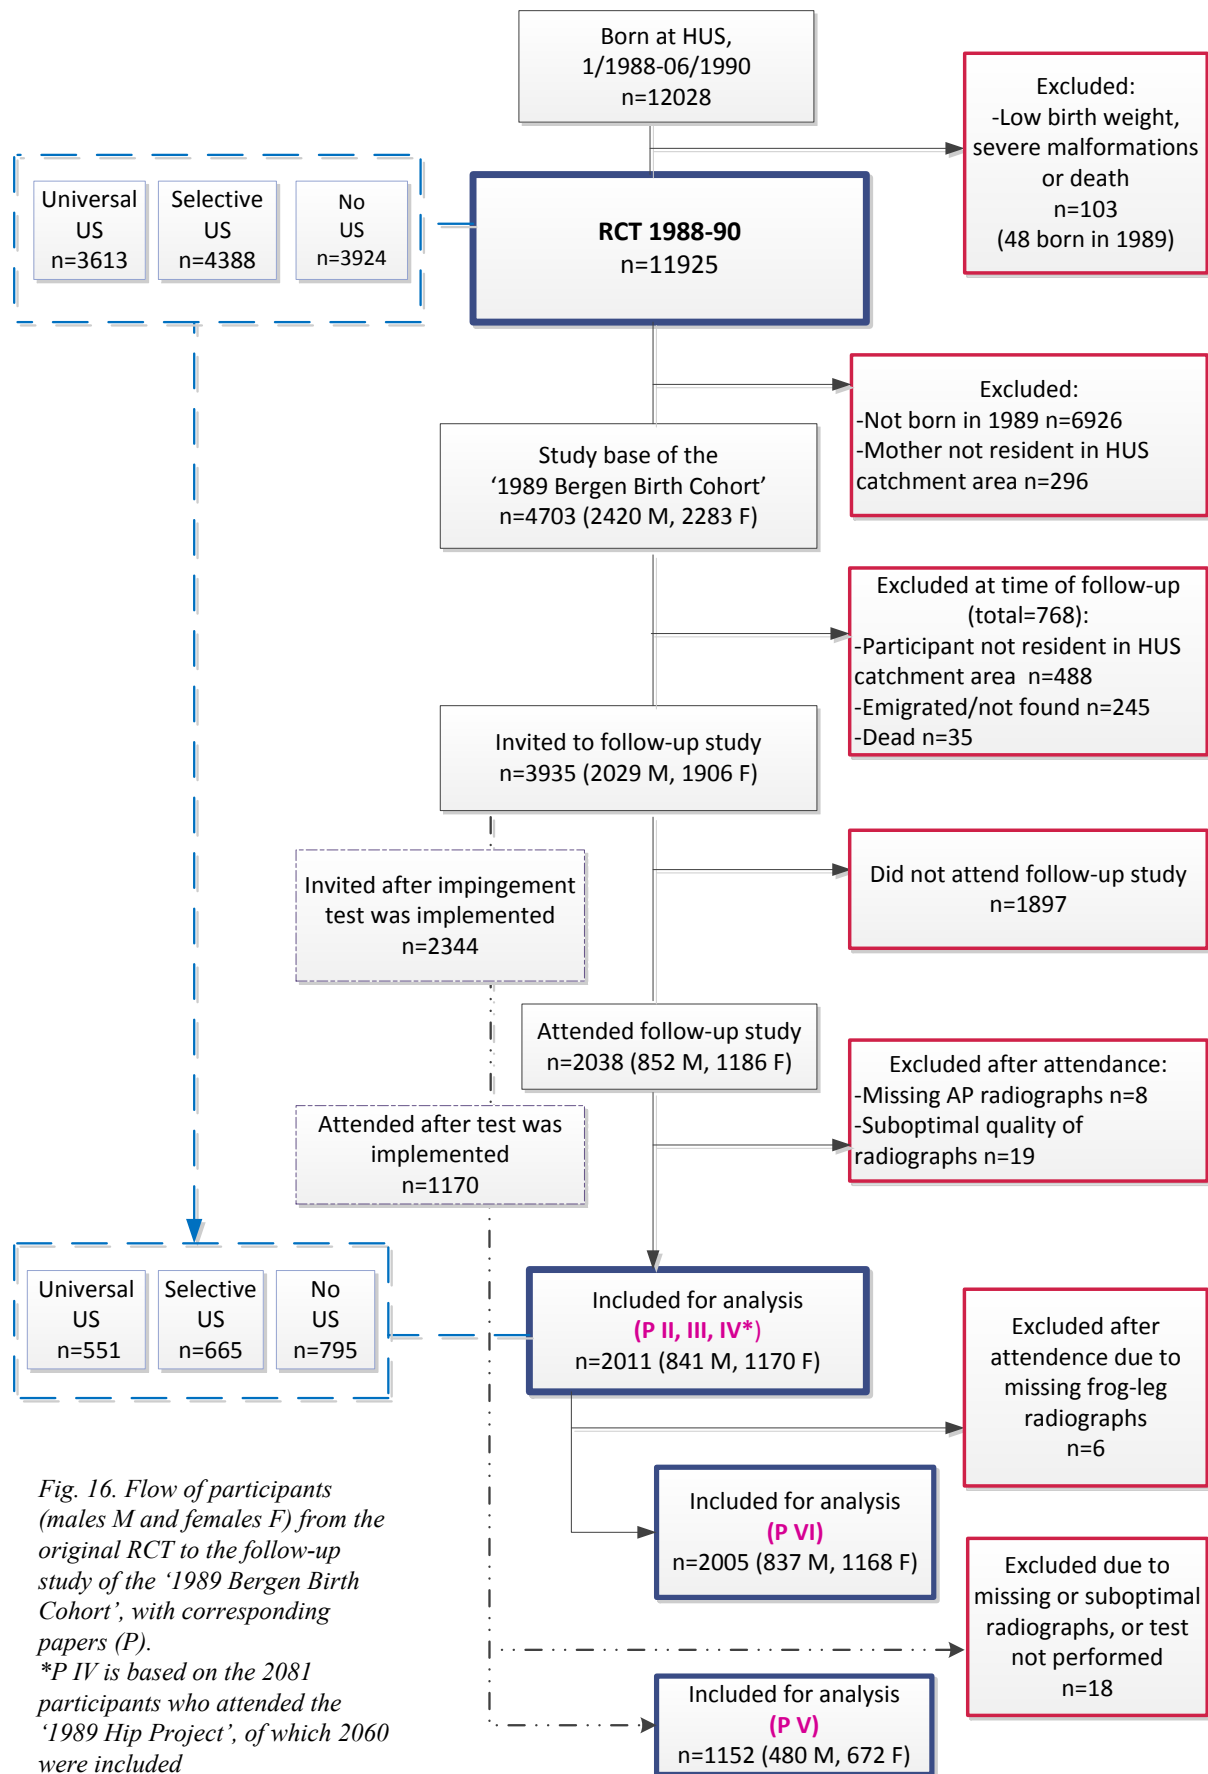 Born at HUS,
1/1988-06/1990
n=12028
Excluded:
-Low birth weight,
severe malformations
or death
n=103
(48 born in 1989)
Universal
US
n=3613
Selective
US
n=4388
No
US
n=3924
RCT 1988-90
n=11925
Excluded:
-Not born in 1989 n=6926
-Mother not resident in HUS
catchment area n=296
Study base of the
‘1989 Bergen Birth Cohort’
n=4703 (2420 M, 2283 F)
Excluded at time of follow-up
(total=768):
-Participant not resident in HUS
catchment area n=488
-Emigrated/not found n=245
-Dead n=35
Invited to follow-up study
n=3935 (2029 M, 1906 F)
Invited after impingement
test was implemented
n=2344
Did not attend follow-up study
n=1897
Attended follow-up study
n=2038 (852 M, 1186 F)
Excluded after attendance:
-Missing AP radiographs n=8
-Suboptimal quality of
radiographs n=19
Attended after test was
implemented
n=1170
Universal
US
n=551
Selective
US
n=665
No
US
n=795
Included for analysis
(P II, III, IV*)
n=2011 (841 M, 1170 F)
Excluded after
attendence due to
missing frog-leg
radiographs
n=6
Included for analysis
(P VI)
n=2005 (837 M, 1168 F)
Excluded due to
missing or suboptimal
radiographs, or test
not performed
n=18
Included for analysis
(P V)
n=1152 (480 M, 672 F)
Fig. 16. Flow of participants
(males M and females F) from the
original RCT to the follow-up
study of the ‘1989 Bergen Birth
Cohort’, with corresponding
papers (P).
*P IV is based on the 2081
participants who attended the
‘1989 Hip Project’, of which 2060
were included